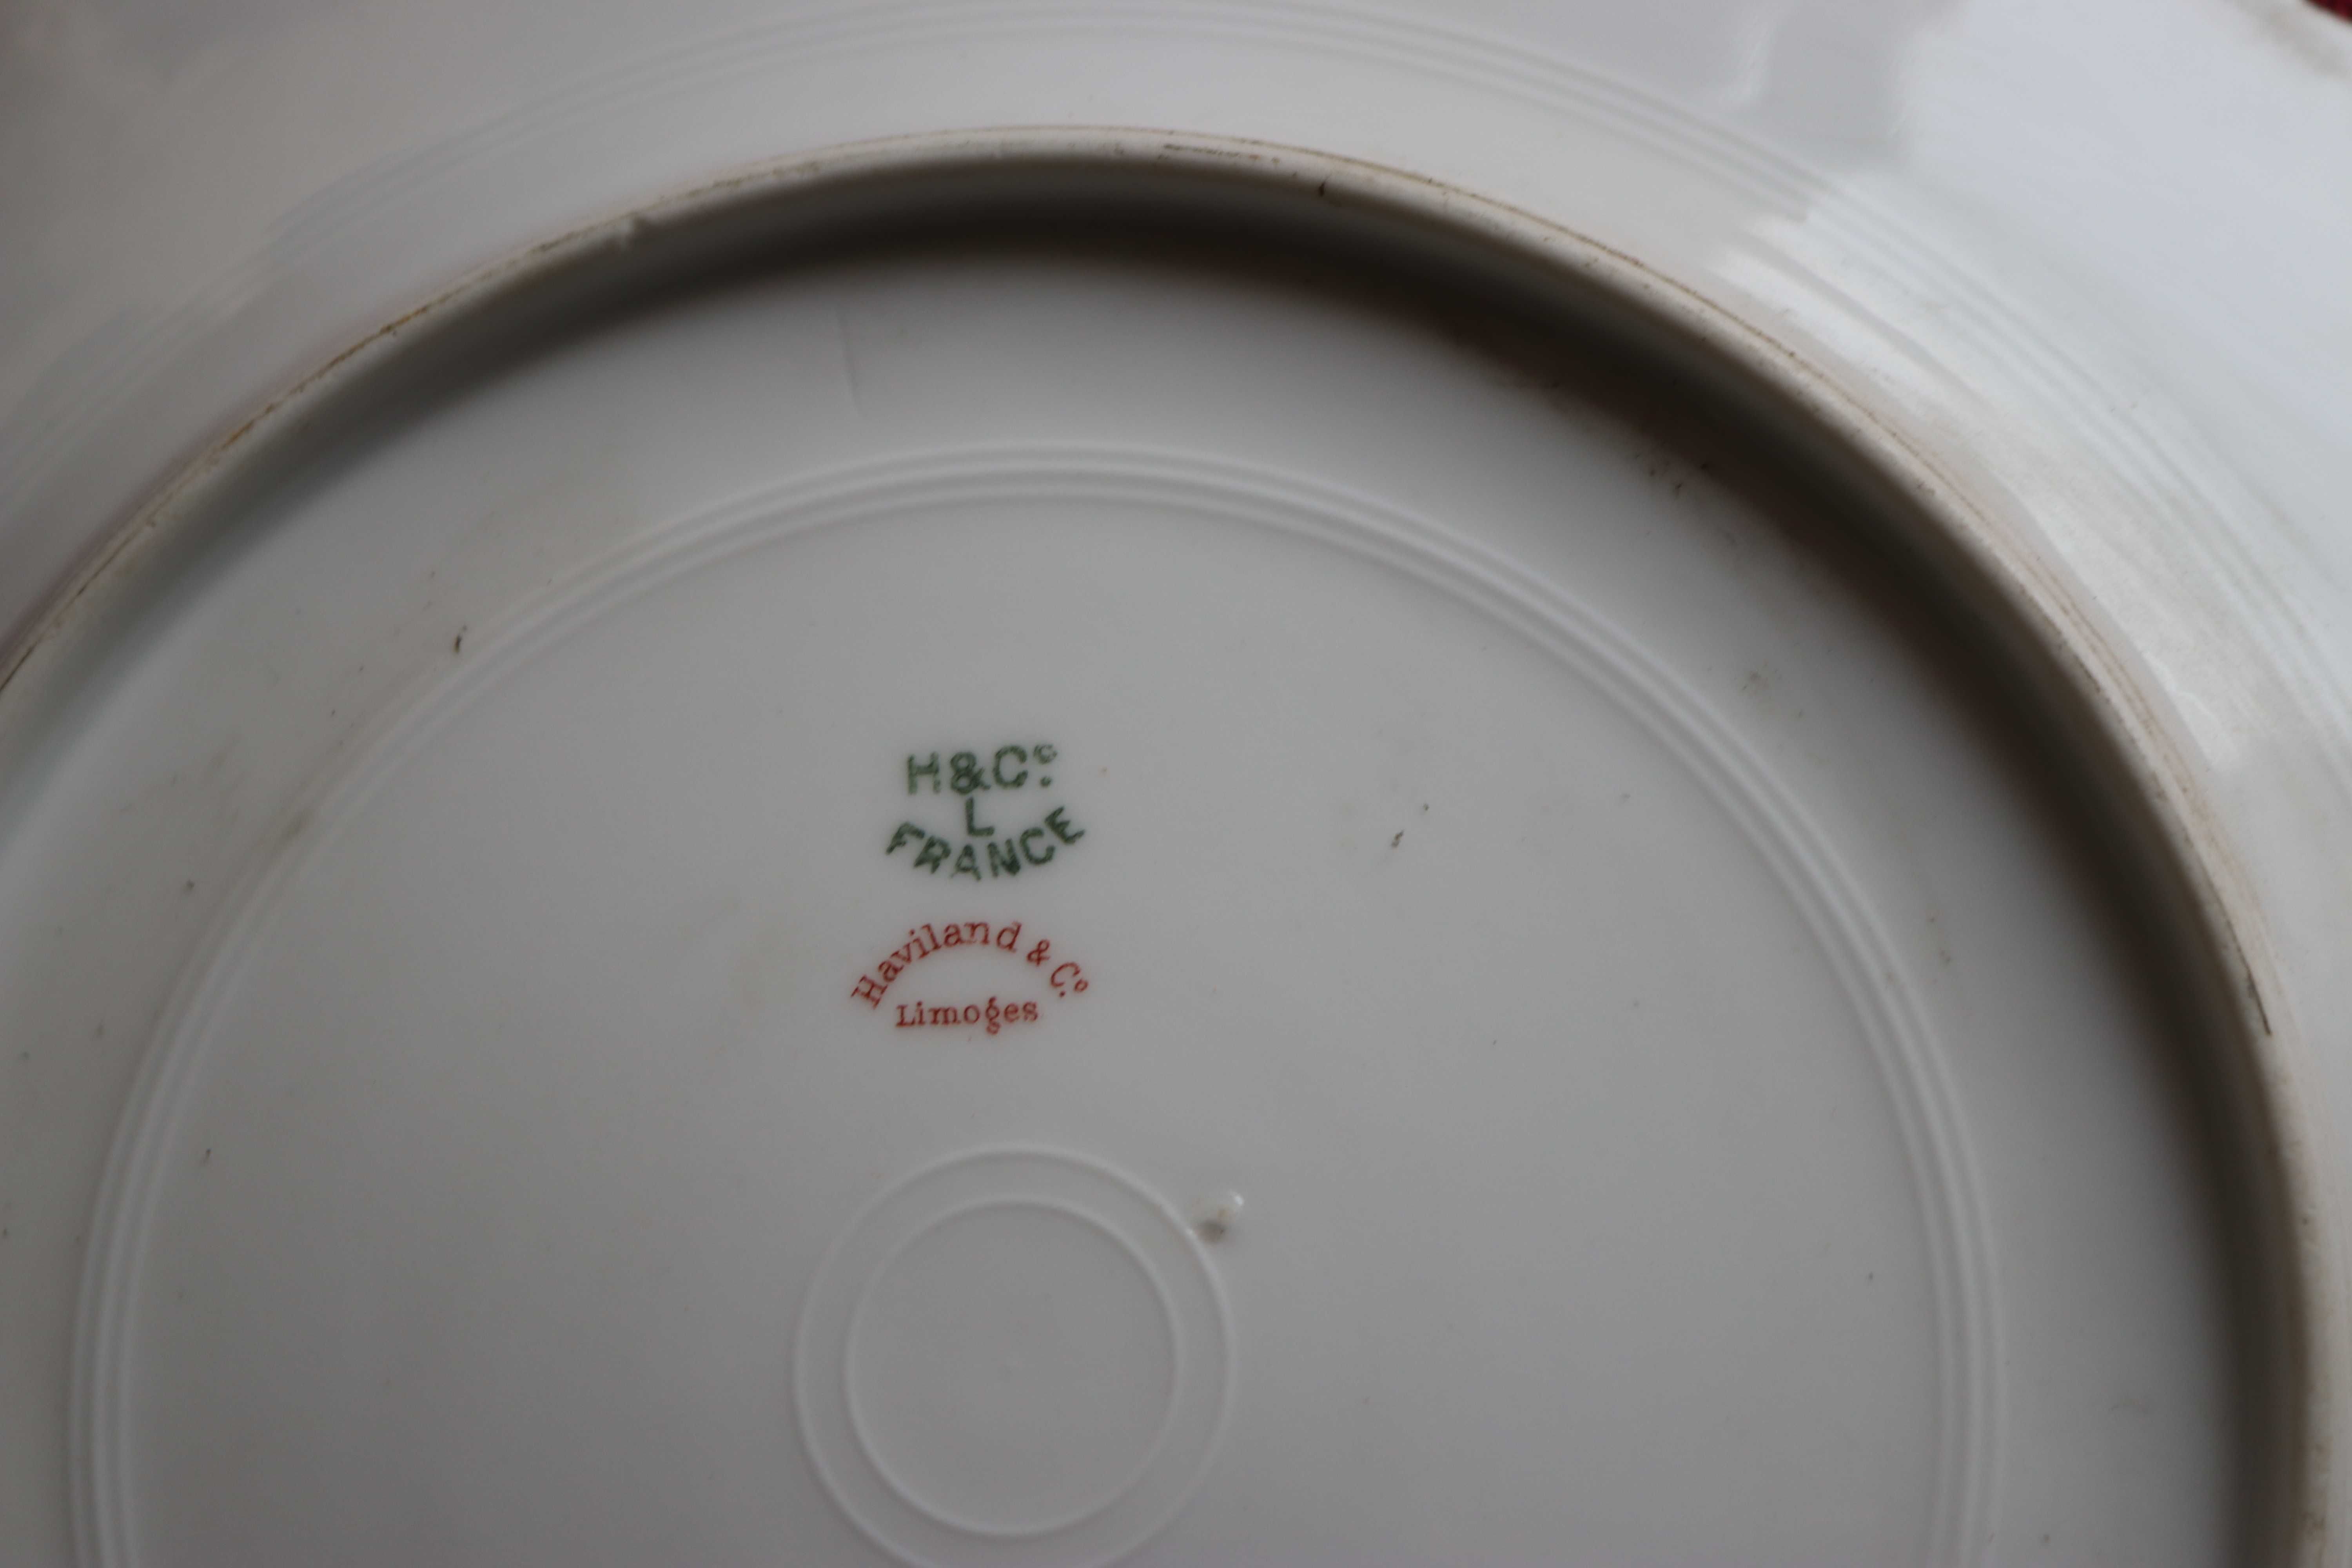 H&Cº
L
FRANCE
Haviland & Cº.
Limoges